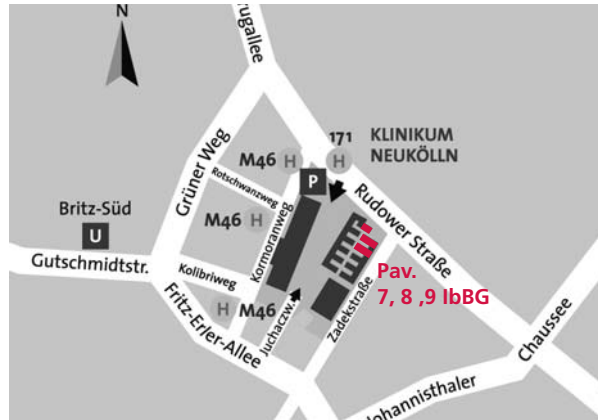 N
rugallee
171
KLINIKUM
NEUKÖLLN
M46
H
H
P
Grüner Weg
Rotschwanzweg
Rudower Straße
Britz-Süd
U
M46
H
Kormoranweg
Gutschmidtstr.
Kolibriweg
Pav.
7, 8 ,9 IbBG
H
M46
Juchaczw.
Zadekstraße
Fritz-Erler-Allee
Chaussee
Johannisthaler